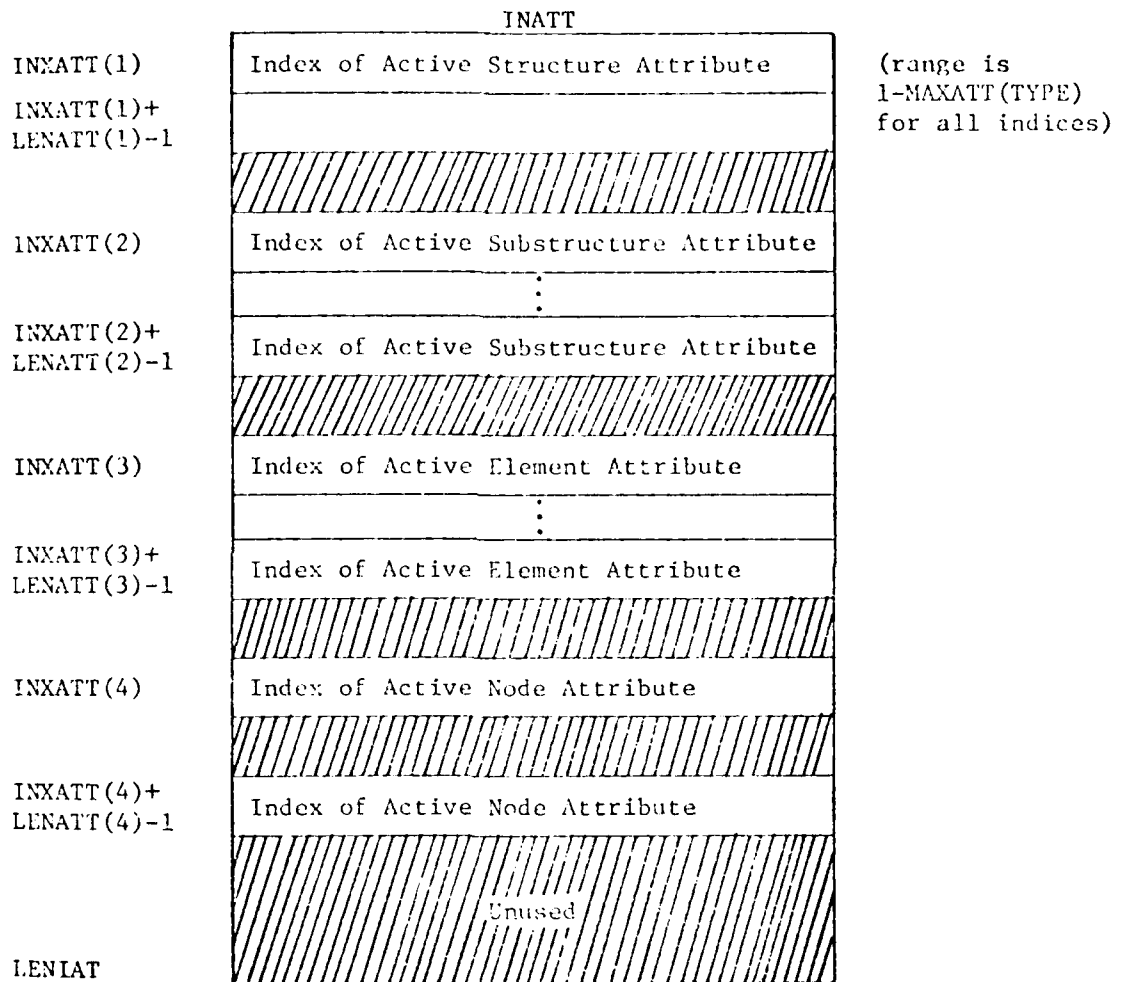 INATT
INXATT(1) Index of Active Structure Attribute (range is
1-MAXATT(TYPE)
for all indices)
INXATT(1)+
LENATT(1)-1
INXATT(2) Index of Active Substructure Attribute
INXATT(2)+
LENATT(2)-1 Index of Active Substructure Attribute
INXATT(3) Index of Active Element Attribute
INXATT(3)+
LENATT(3)-1 Index of Active Element Attribute
INXATT(4) Index of Active Node Attribute
INXATT(4)+
LENATT(4)-1 Index of Active Node Attribute
Unused
LENIAT